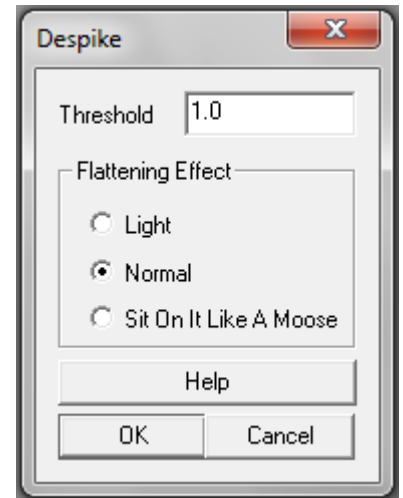 Despike
Threshold 1.0
Flattening Effect
Light
Normal
Sit On It Like A Moose
Help
OK Cancel